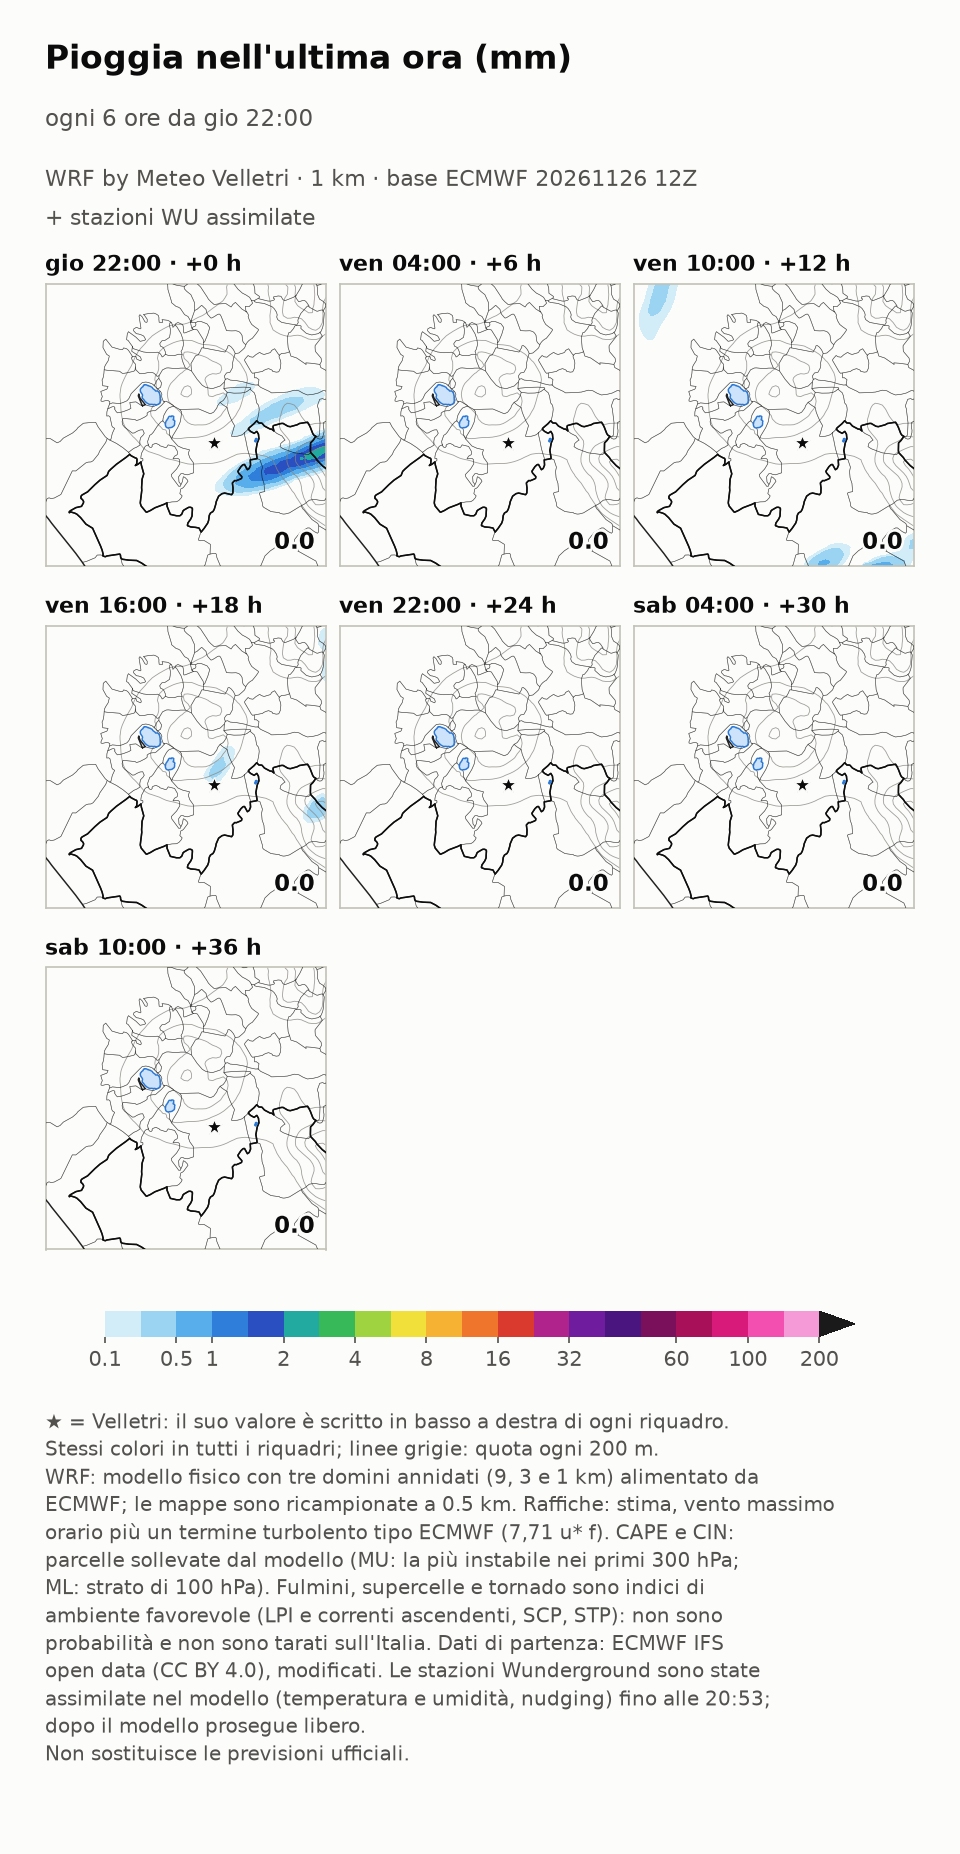 Pioggia nell'ultima ora (mm)
ogni 6 ore da gio 22:00
WRF by Meteo Velletri · 1 km · base ECMWF 20261126 12Z
+ stazioni WU assimilate
gio 22:00 · +0 h
ven 04:00 · +6 h
ven 10:00 · +12 h
0.0
0.0
0.0
ven 16:00 · +18 h
ven 22:00 · +24 h
sab 04:00 · +30 h
0.0
0.0
0.0
sab 10:00 · +36 h
0.0
0.1 0.5 1 2 4 8 16 32 60 100 200
★ = Velletri: il suo valore è scritto in basso a destra di ogni riquadro.
Stessi colori in tutti i riquadri; linee grigie: quota ogni 200 m.
WRF: modello fisico con tre domini annidati (9, 3 e 1 km) alimentato da
ECMWF; le mappe sono ricampionate a 0.5 km. Raffiche: stima, vento massimo
orario più un termine turbolento tipo ECMWF (7,71 u* f). CAPE e CIN:
parcelle sollevate dal modello (MU: la più instabile nei primi 300 hPa;
ML: strato di 100 hPa). Fulmini, supercelle e tornado sono indici di
ambiente favorevole (LPI e correnti ascendenti, SCP, STP): non sono
probabilità e non sono tarati sull'Italia. Dati di partenza: ECMWF IFS
open data (CC BY 4.0), modificati. Le stazioni Wunderground sono state
assimilate nel modello (temperatura e umidità, nudging) fino alle 20:53;
dopo il modello prosegue libero.
Non sostituisce le previsioni ufficiali.